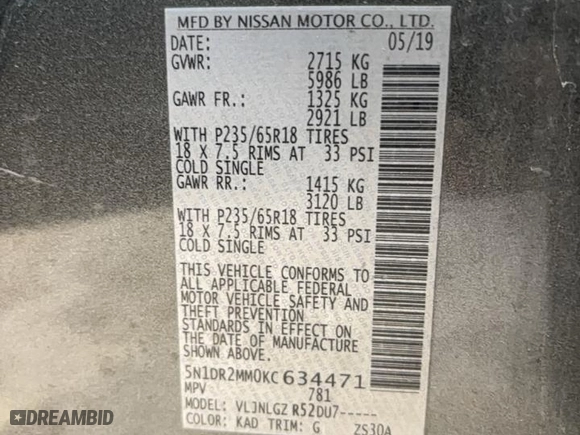 MFD BY NISSAN MOTOR CO., LTD.
DATE: 05/19
GVWR: 2715 KG
5986 LB
GAWR FR.: 1325 KG
2921 LB
WITH P235/65R18 TIRES
18 X 7.5 RIMS AT 33 PSI
COLD SINGLE
GAWR RR.: 1415 KG
3120 LB
WITH P235/65R18 TIRES
18 X 7.5 RIMS AT 33 PSI
COLD SINGLE
THIS VEHICLE CONFORMS TO
ALL APPLICABLE FEDERAL
MOTOR VEHICLE SAFETY AND
THEFT PREVENTION
STANDARDS IN EFFECT ON
THE DATE OF MANUFACTURE
SHOWN ABOVE.
5N1DR2MM0KC634471
MPV 781
MODEL: VLJNLGZ R52DU7-----
COLOR: KAD TRIM: G ZS30A
DREAMBID